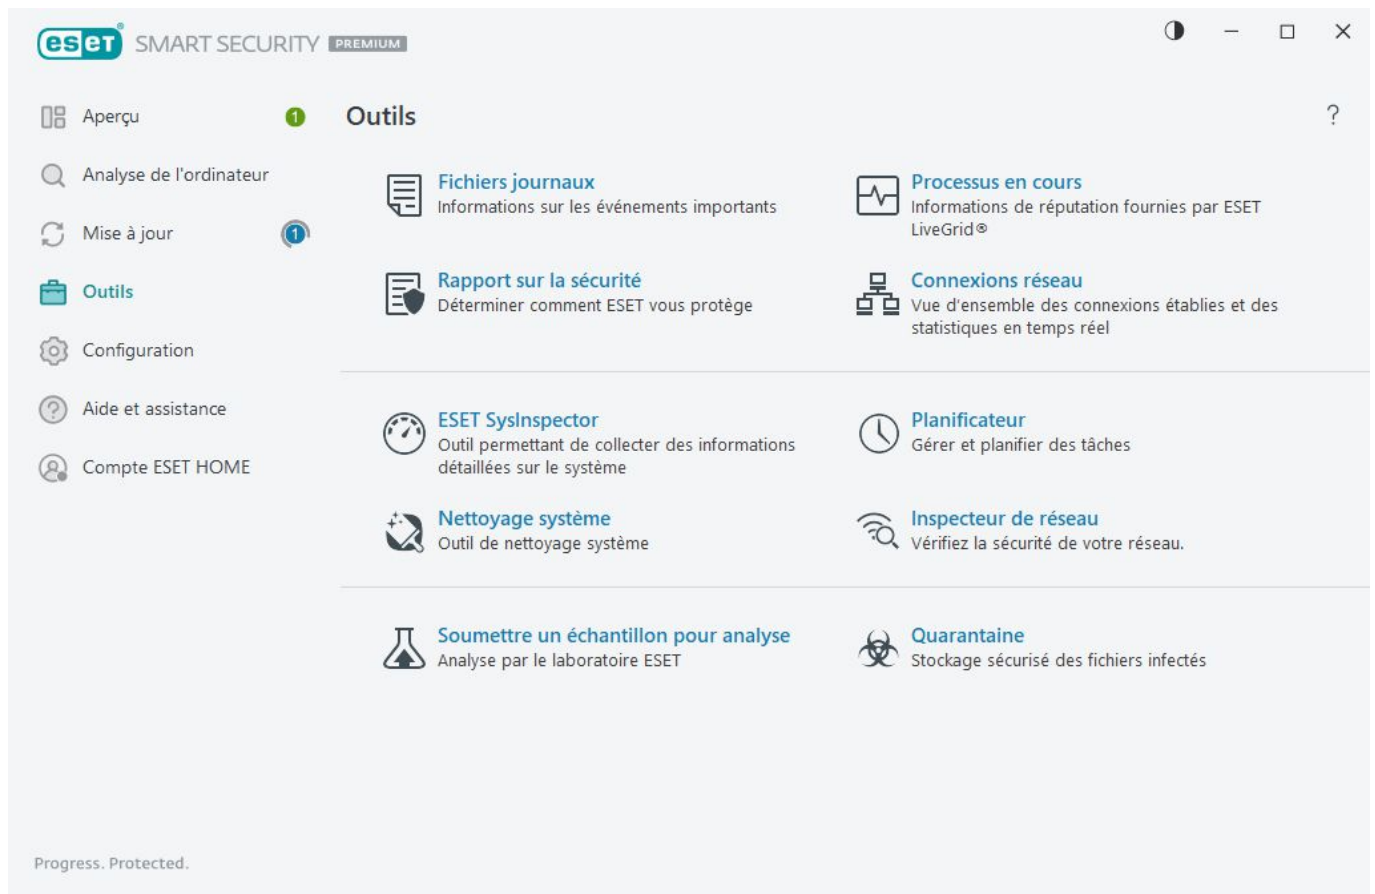 eset® SMART SECURITY PREMIUM
Aperçu
1
Analyse de l'ordinateur
Mise à jour
1
Outils
Configuration
Aide et assistance
Compte ESET HOME
Outils
?
Fichiers journaux
Informations sur les événements importants
Processus en cours
Informations de réputation fournies par ESET
LiveGrid®
Rapport sur la sécurité
Déterminer comment ESET vous protège
Connexions réseau
Vue d'ensemble des connexions établies et des
statistiques en temps réel
ESET SysInspector
Outil permettant de collecter des informations
détaillées sur le système
Planificateur
Gérer et planifier des tâches
Nettoyage système
Outil de nettoyage système
Inspecteur de réseau
Vérifiez la sécurité de votre réseau.
Soumettre un échantillon pour analyse
Analyse par le laboratoire ESET
Quarantaine
Stockage sécurisé des fichiers infectés
Progress. Protected.